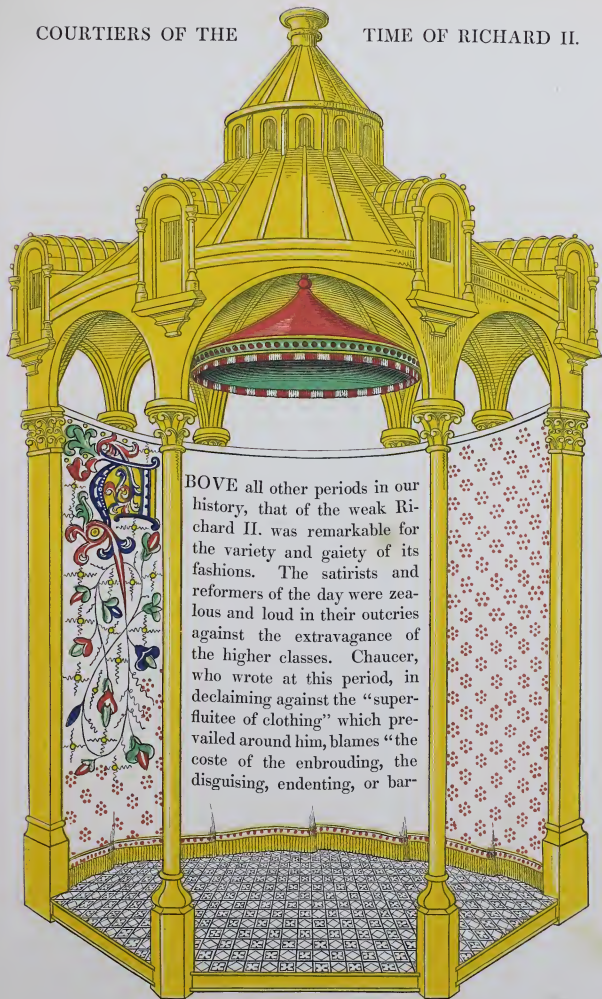 COURTIERS OF THE TIME OF RICHARD II.
ABOVE all other periods in our
history, that of the weak Ri-
chard II. was remarkable for
the variety and gaiety of its
fashions. The satirists and
reformers of the day were zea-
lous and loud in their outcries
against the extravagance of
the higher classes. Chaucer,
who wrote at this period, in
declaiming against the “super-
fluitee of clothing” which pre-
vailed around him, blames “the
coste of the enbrouding, the
disguising, endenting, or bar-